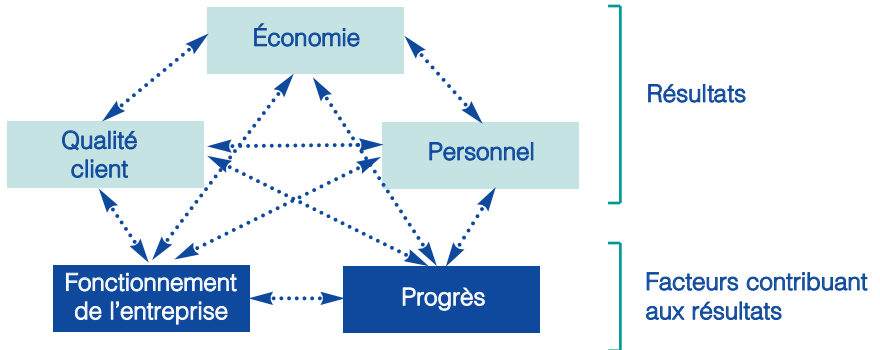 Économie
Résultats
Qualité
client
Personnel
Fonctionnement
de l'entreprise
Progrès
Facteurs contribuant
aux résultats